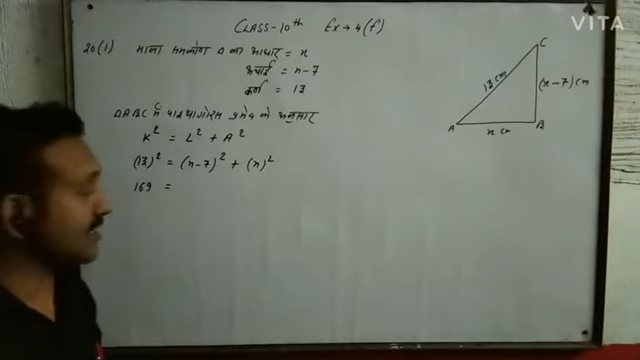 VITA
CLASS-10th Ex→4(f)
20(1) माना समकोण Δ का आधार = x
ऊचाई = x-7
कर्ण = 13
ΔABC में पाइथागोरस प्रमेय के अनुसार
K² = L² + A²
(13)² = (x-7)² + (x)²
169 =
C
13 cm
(x-7) cm
A
B
x c